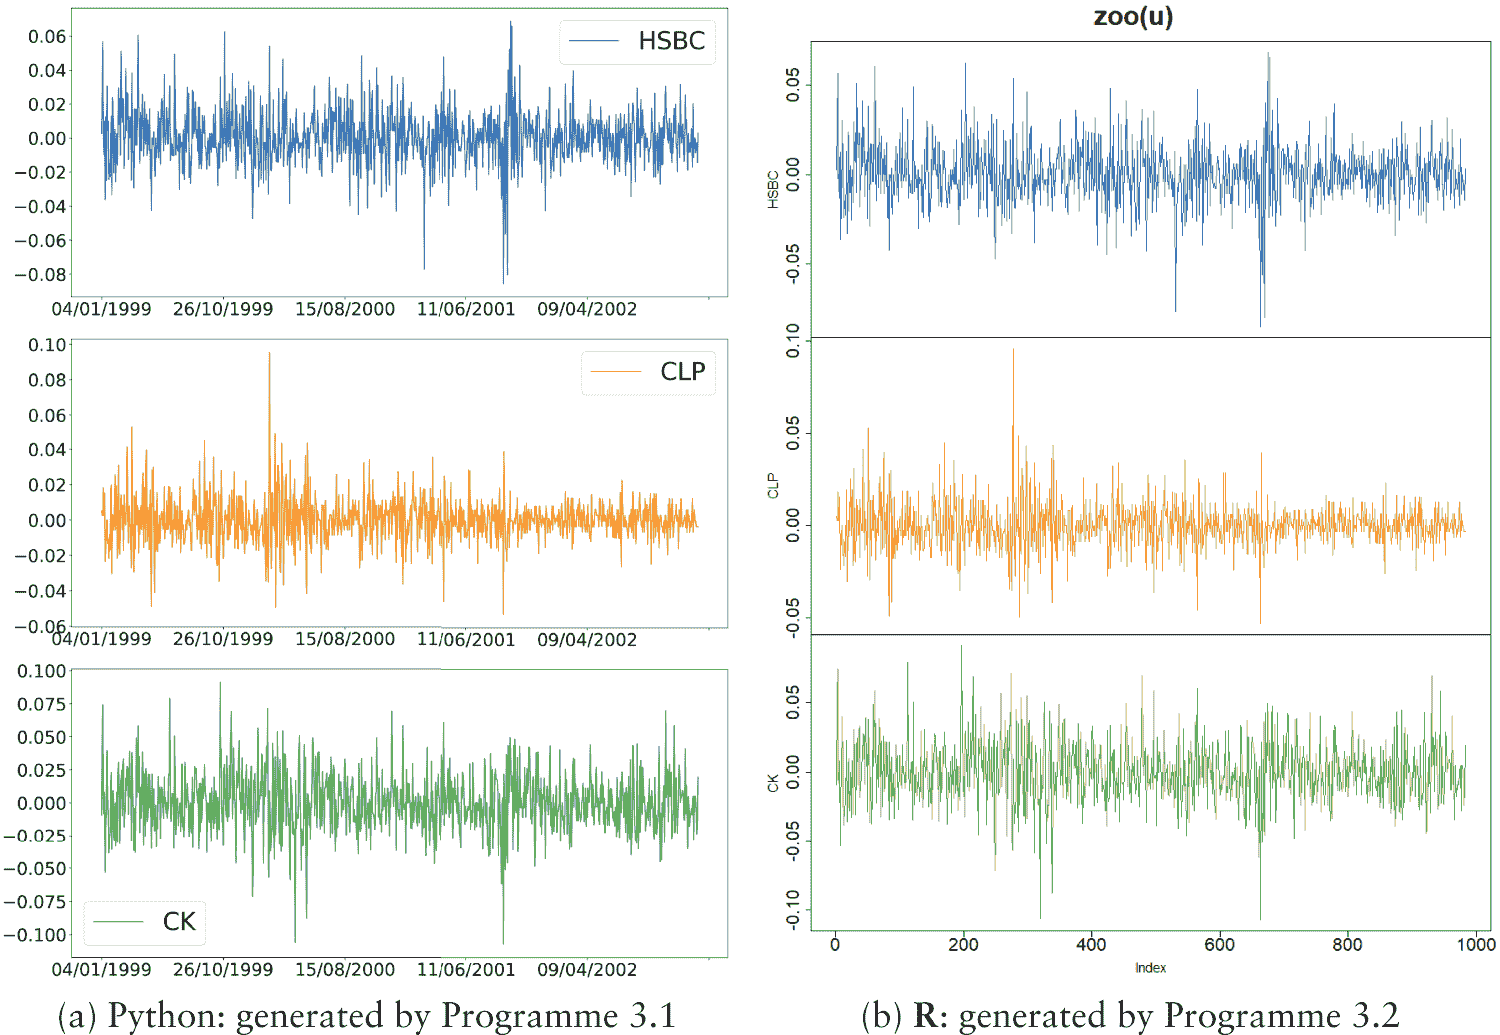 0.06
0.04
0.02
0.00
−0.02
−0.04
−0.06
−0.08
HSBC
04/01/1999 26/10/1999 15/08/2000 11/06/2001 09/04/2002
0.10
0.08
0.06
0.04
0.02
0.00
−0.02
−0.04
−0.06
CLP
04/01/1999 26/10/1999 15/08/2000 11/06/2001 09/04/2002
0.100
0.075
0.050
0.025
0.000
−0.025
−0.050
−0.075
−0.100
CK
04/01/1999 26/10/1999 15/08/2000 11/06/2001 09/04/2002
(a) Python: generated by Programme 3.1
zoo(u)
0.05
0.00
-0.05
HSBC
0.10
0.05
0.00
-0.05
CLP
0.05
0.00
-0.05
-0.10
CK
0 200 400 600 800 1000
Index
(b) R: generated by Programme 3.2